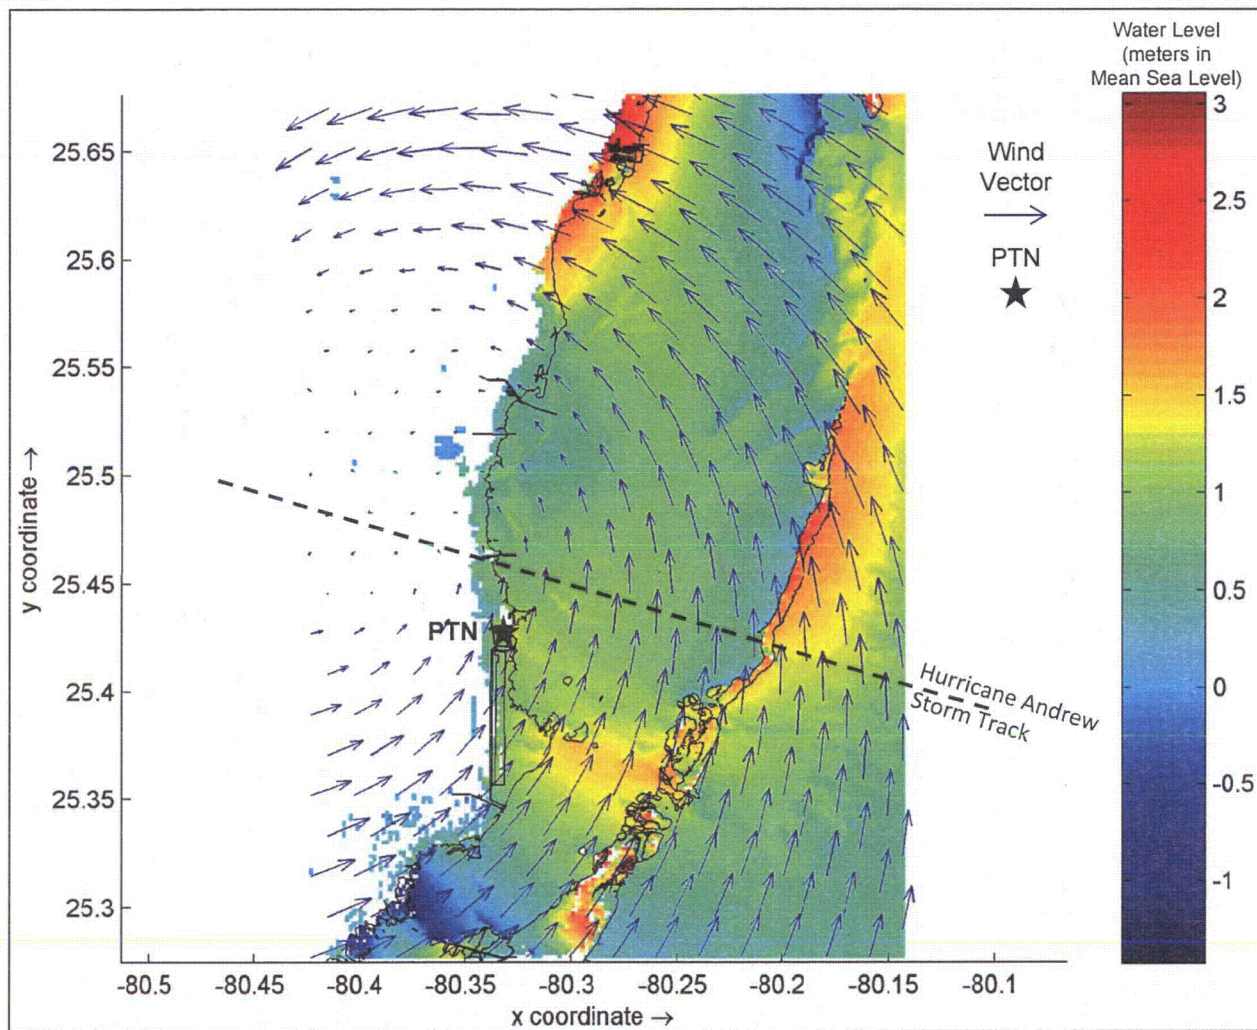 Water Level
(meters in
Mean Sea Level)
3
2.5
2
1.5
1
0.5
0
-0.5
-1
Wind
Vector
PTN
25.65
25.6
25.55
25.5
25.45
25.4
25.35
25.3
y coordinate →
PTN
Hurricane Andrew
Storm Track
-80.5
-80.45
-80.4
-80.35
-80.3
-80.25
-80.2
-80.15
-80.1
x coordinate →